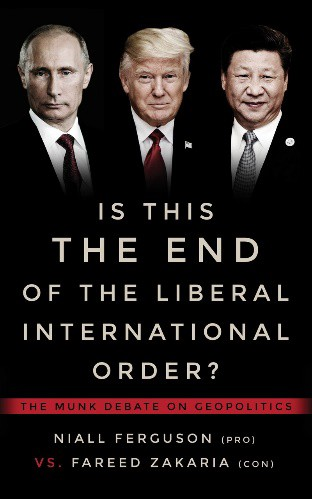 IS THIS
THE END
OF THE LIBERAL
INTERNATIONAL
ORDER?
THE MUNK DEBATE ON GEOPOLITICS
NIALL FERGUSON (PRO)
VS. FAREED ZAKARIA (CON)